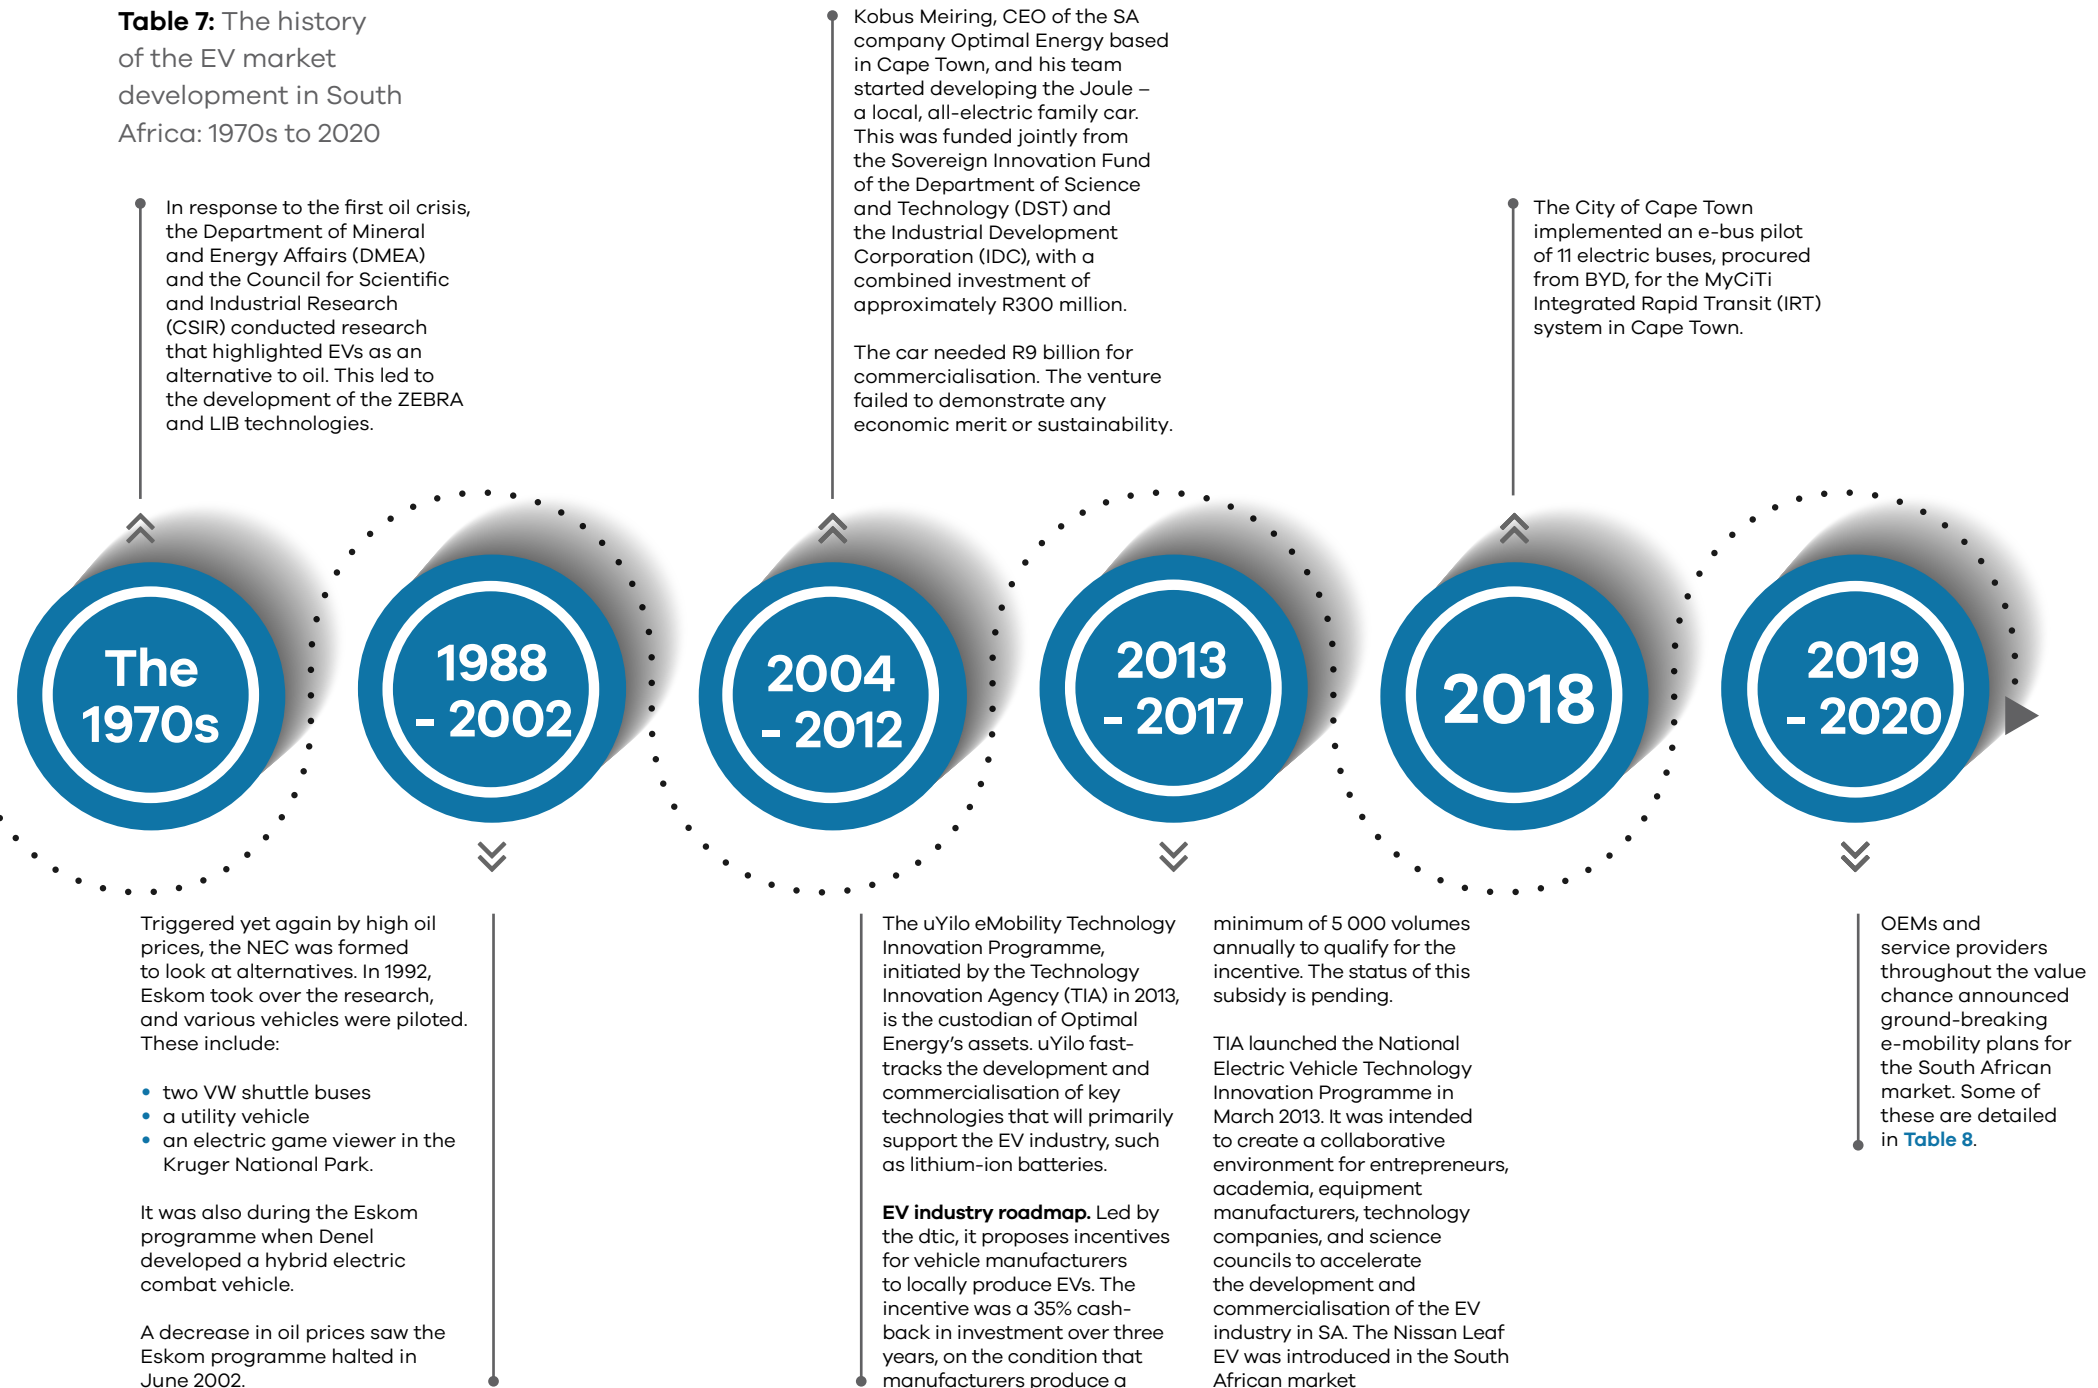 Table 7: The history
of the EV market
development in South
Africa: 1970s to 2020
In response to the first oil crisis,
the Department of Mineral
and Energy Affairs (DMEA)
and the Council for Scientific
and Industrial Research
(CSIR) conducted research
that highlighted EVs as an
alternative to oil. This led to
the development of the ZEBRA
and LIB technologies.
Kobus Meiring, CEO of the SA
company Optimal Energy based
in Cape Town, and his team
started developing the Joule –
a local, all-electric family car.
This was funded jointly from
the Sovereign Innovation Fund
of the Department of Science
and Technology (DST) and
the Industrial Development
Corporation (IDC), with a
combined investment of
approximately R300 million.
The car needed R9 billion for
commercialisation. The venture
failed to demonstrate any
economic merit or sustainability.
The City of Cape Town
implemented an e-bus pilot
of 11 electric buses, procured
from BYD, for the MyCiTi
Integrated Rapid Transit (IRT)
system in Cape Town.
The
1970s
1988
- 2002
2004
- 2012
2013
- 2017
2018
2019
- 2020
Triggered yet again by high oil
prices, the NEC was formed
to look at alternatives. In 1992,
Eskom took over the research,
and various vehicles were piloted.
These include:
• two VW shuttle buses
• a utility vehicle
• an electric game viewer in the
Kruger National Park.
It was also during the Eskom
programme when Denel
developed a hybrid electric
combat vehicle.
A decrease in oil prices saw the
Eskom programme halted in
June 2002.
The uYilo eMobility Technology
Innovation Programme,
initiated by the Technology
Innovation Agency (TIA) in 2013,
is the custodian of Optimal
Energy's assets. uYilo fast-
tracks the development and
commercialisation of key
technologies that will primarily
support the EV industry, such
as lithium-ion batteries.
EV industry roadmap. Led by
the dtic, it proposes incentives
for vehicle manufacturers
to locally produce EVs. The
incentive was a 35% cash-
back in investment over three
years, on the condition that
manufacturers produce a
minimum of 5 000 volumes
annually to qualify for the
incentive. The status of this
subsidy is pending.
TIA launched the National
Electric Vehicle Technology
Innovation Programme in
March 2013. It was intended
to create a collaborative
environment for entrepreneurs,
academia, equipment
manufacturers, technology
companies, and science
councils to accelerate
the development and
commercialisation of the EV
industry in SA. The Nissan Leaf
EV was introduced in the South
African market
OEMs and
service providers
throughout the value
chance announced
ground-breaking
e-mobility plans for
the South African
market. Some of
these are detailed
in Table 8.